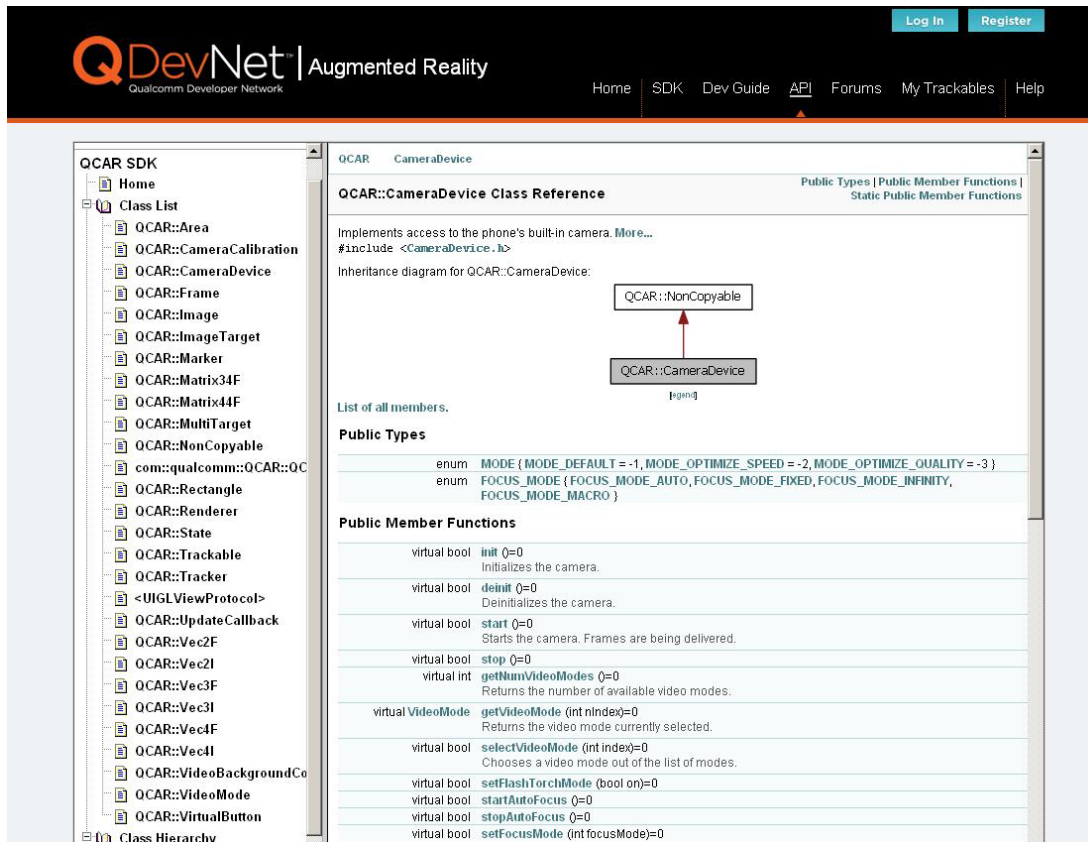 Log In Register
QDevNet™ | Augmented Reality
Qualcomm Developer Network
Home SDK Dev Guide API Forums My Trackables Help
QCAR SDK
Home
Class List
QCAR::Area
QCAR::CameraCalibration
QCAR::CameraDevice
QCAR::Frame
QCAR::Image
QCAR::ImageTarget
QCAR::Marker
QCAR::Matrix34F
QCAR::Matrix44F
QCAR::MultiTarget
QCAR::NonCopyable
com::qualcomm::QCAR::QC
QCAR::Rectangle
QCAR::Renderer
QCAR::State
QCAR::Trackable
QCAR::Tracker
<UIGLViewProtocol>
QCAR::UpdateCallback
QCAR::Vec2F
QCAR::Vec2I
QCAR::Vec3F
QCAR::Vec3I
QCAR::Vec4F
QCAR::Vec4I
QCAR::VideoBackgroundCo
QCAR::VideoMode
QCAR::VirtualButton
Class Hierarchy
QCAR CameraDevice
QCAR::CameraDevice Class Reference
Public Types | Public Member Functions |
Static Public Member Functions
Implements access to the phone's built-in camera. More...
#include <CameraDevice.h>
Inheritance diagram for QCAR::CameraDevice:
QCAR::NonCopyable
QCAR::CameraDevice
[legend]
List of all members.
Public Types
enum MODE { MODE_DEFAULT = -1, MODE_OPTIMIZE_SPEED = -2, MODE_OPTIMIZE_QUALITY = -3 }
enum FOCUS_MODE { FOCUS_MODE_AUTO, FOCUS_MODE_FIXED, FOCUS_MODE_INFINITY,
FOCUS_MODE_MACRO }
Public Member Functions
virtual bool init ()=0
Initializes the camera.
virtual bool deinit ()=0
Deinitializes the camera.
virtual bool start ()=0
Starts the camera. Frames are being delivered.
virtual bool stop ()=0
virtual int getNumVideoModes ()=0
Returns the number of available video modes.
virtual VideoMode getVideoMode (int nIndex)=0
Returns the video mode currently selected.
virtual bool selectVideoMode (int index)=0
Chooses a video mode out of the list of modes.
virtual bool setFlashTorchMode (bool on)=0
virtual bool startAutoFocus ()=0
virtual bool stopAutoFocus ()=0
virtual bool setFocusMode (int focusMode)=0